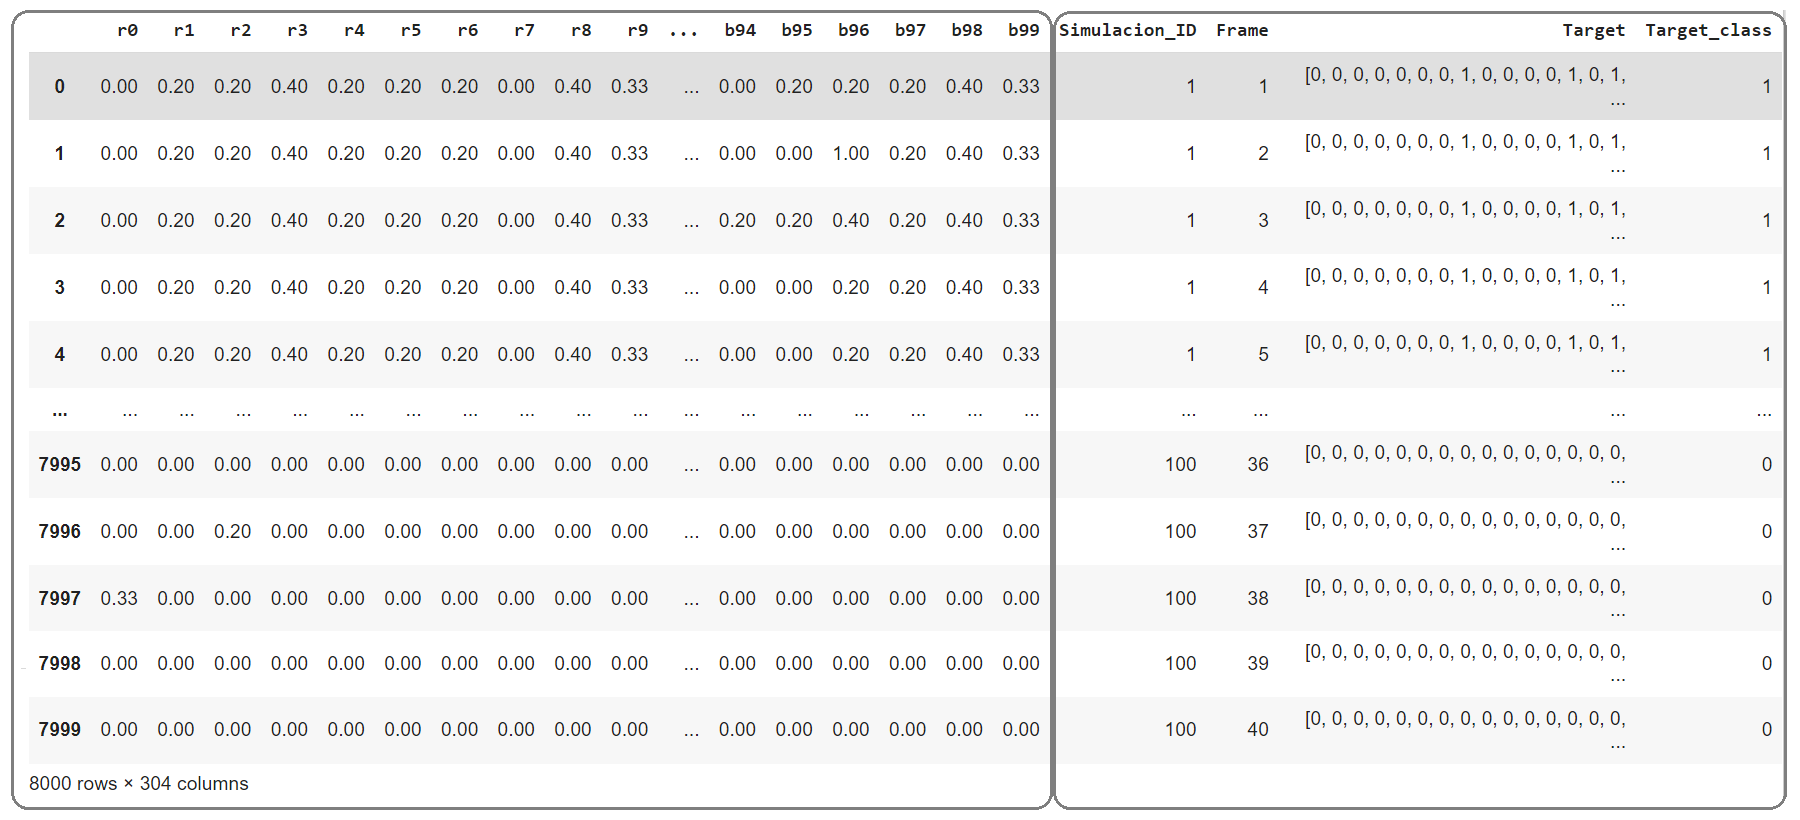 r0 r1 r2 r3 r4 r5 r6 r7 r8 r9 ... b94 b95 b96 b97 b98 b99 Simulacion_ID Frame Target Target_class
0 0.00 0.20 0.20 0.40 0.20 0.20 0.20 0.00 0.40 0.33 ... 0.00 0.20 0.20 0.20 0.40 0.33 1 1 [0, 0, 0, 0, 0, 0, 0, 1, 0, 0, 0, 0, 1, 0, 1, 1
...
1 0.00 0.20 0.20 0.40 0.20 0.20 0.20 0.00 0.40 0.33 ... 0.00 0.00 1.00 0.20 0.40 0.33 1 2 [0, 0, 0, 0, 0, 0, 0, 1, 0, 0, 0, 0, 1, 0, 1, 1
...
2 0.00 0.20 0.20 0.40 0.20 0.20 0.20 0.00 0.40 0.33 ... 0.20 0.20 0.40 0.20 0.40 0.33 1 3 [0, 0, 0, 0, 0, 0, 0, 1, 0, 0, 0, 0, 1, 0, 1, 1
...
3 0.00 0.20 0.20 0.40 0.20 0.20 0.20 0.00 0.40 0.33 ... 0.00 0.00 0.20 0.20 0.40 0.33 1 4 [0, 0, 0, 0, 0, 0, 0, 1, 0, 0, 0, 0, 1, 0, 1, 1
...
4 0.00 0.20 0.20 0.40 0.20 0.20 0.20 0.00 0.40 0.33 ... 0.00 0.00 0.20 0.20 0.40 0.33 1 5 [0, 0, 0, 0, 0, 0, 0, 1, 0, 0, 0, 0, 1, 0, 1, 1
...
... ... ... ... ... ... ... ... ... ... ... ... ... ... ... ... ... ... ... ... ... ...
7995 0.00 0.00 0.00 0.00 0.00 0.00 0.00 0.00 0.00 0.00 ... 0.00 0.00 0.00 0.00 0.00 0.00 100 36 [0, 0, 0, 0, 0, 0, 0, 0, 0, 0, 0, 0, 0, 0, 0, 0
...
7996 0.00 0.00 0.20 0.00 0.00 0.00 0.00 0.00 0.00 0.00 ... 0.00 0.00 0.00 0.00 0.00 0.00 100 37 [0, 0, 0, 0, 0, 0, 0, 0, 0, 0, 0, 0, 0, 0, 0, 0
...
7997 0.33 0.00 0.00 0.00 0.00 0.00 0.00 0.00 0.00 0.00 ... 0.00 0.00 0.00 0.00 0.00 0.00 100 38 [0, 0, 0, 0, 0, 0, 0, 0, 0, 0, 0, 0, 0, 0, 0, 0
...
7998 0.00 0.00 0.00 0.00 0.00 0.00 0.00 0.00 0.00 0.00 ... 0.00 0.00 0.00 0.00 0.00 0.00 100 39 [0, 0, 0, 0, 0, 0, 0, 0, 0, 0, 0, 0, 0, 0, 0, 0
...
7999 0.00 0.00 0.00 0.00 0.00 0.00 0.00 0.00 0.00 0.00 ... 0.00 0.00 0.00 0.00 0.00 0.00 100 40 [0, 0, 0, 0, 0, 0, 0, 0, 0, 0, 0, 0, 0, 0, 0, 0
...
8000 rows × 304 columns